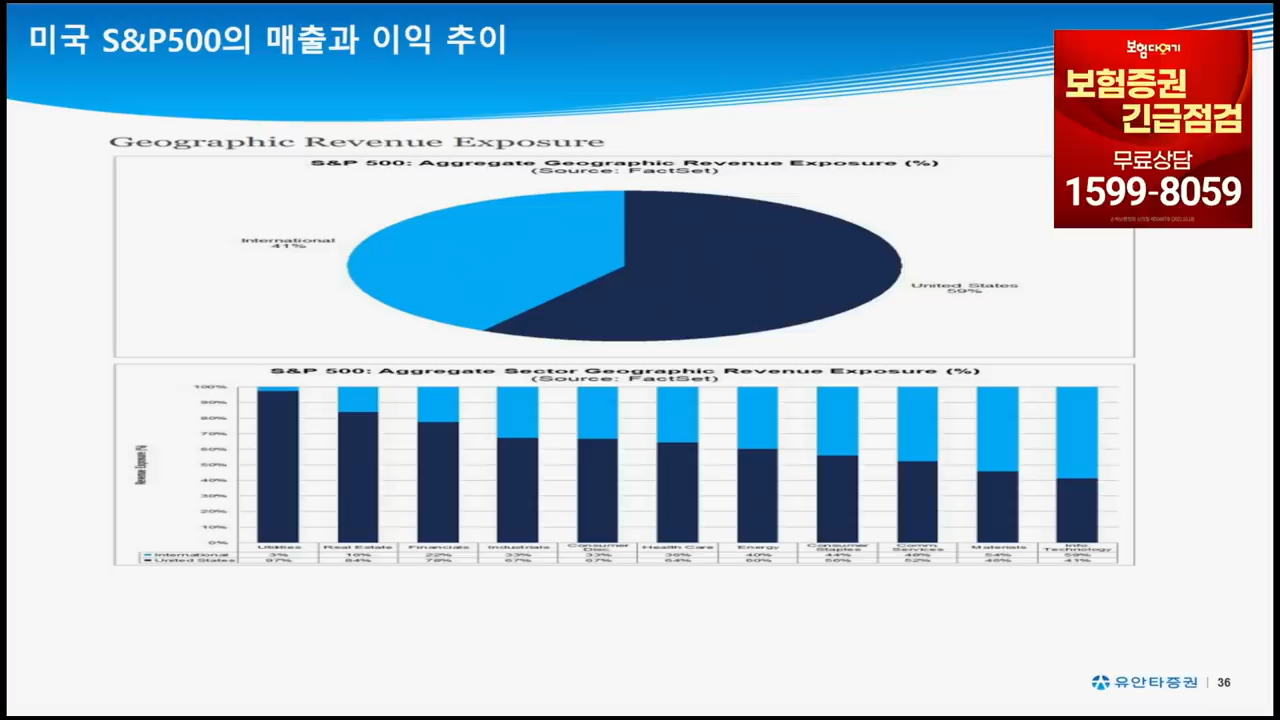 미국 S&P500의 매출과 이익 추이
보험다여기
보험증권
긴급점검
무료상담
1599-8059
Geographic Revenue Exposure
S&P 500: Aggregate Geographic Revenue Exposure (%)
(Source: FactSet)
International
41%
United States
59%
S&P 500: Aggregate Sector Geographic Revenue Exposure (%)
(Source: FactSet)
Revenue Exposure (%)
100%
90%
80%
70%
60%
50%
40%
30%
20%
10%
0%
Utilities Real Estate Financials Industrials Consumer Disc. Health Care Energy Consumer Staples Comm. Services Materials Info. Technology
International 3% 16% 22% 33% 33% 36% 40% 44% 48% 54% 59%
United States 97% 84% 78% 67% 67% 64% 60% 56% 52% 46% 41%
유안타증권 | 36